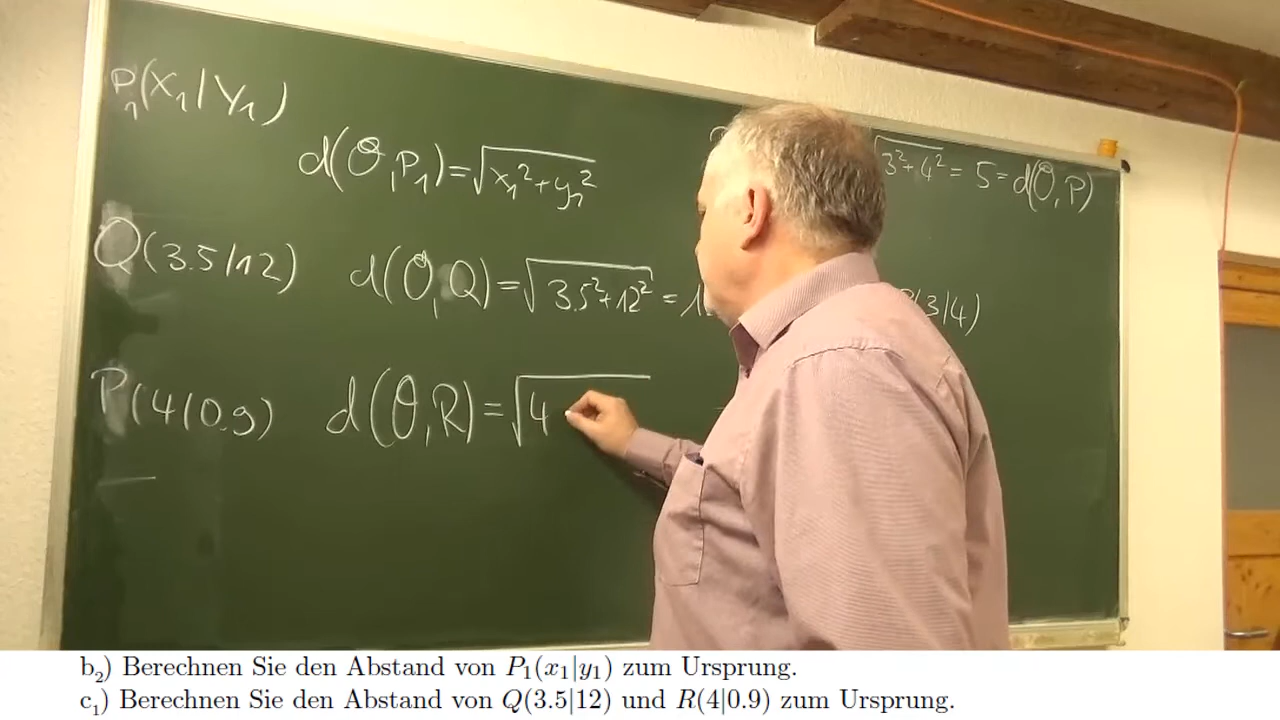 P₁(x₁|y₁)
d(O,P₁)=√x₁²+y₁²
√3²+4² = 5 = d(O,P)
Q(3.5|12)
d(O,Q)=√3.5²+12² = 1
(3|4)
P(4|0.9)
d(O,R)=√4
b₂) Berechnen Sie den Abstand von P₁(x₁|y₁) zum Ursprung.
c₁) Berechnen Sie den Abstand von Q(3.5|12) und R(4|0.9) zum Ursprung.